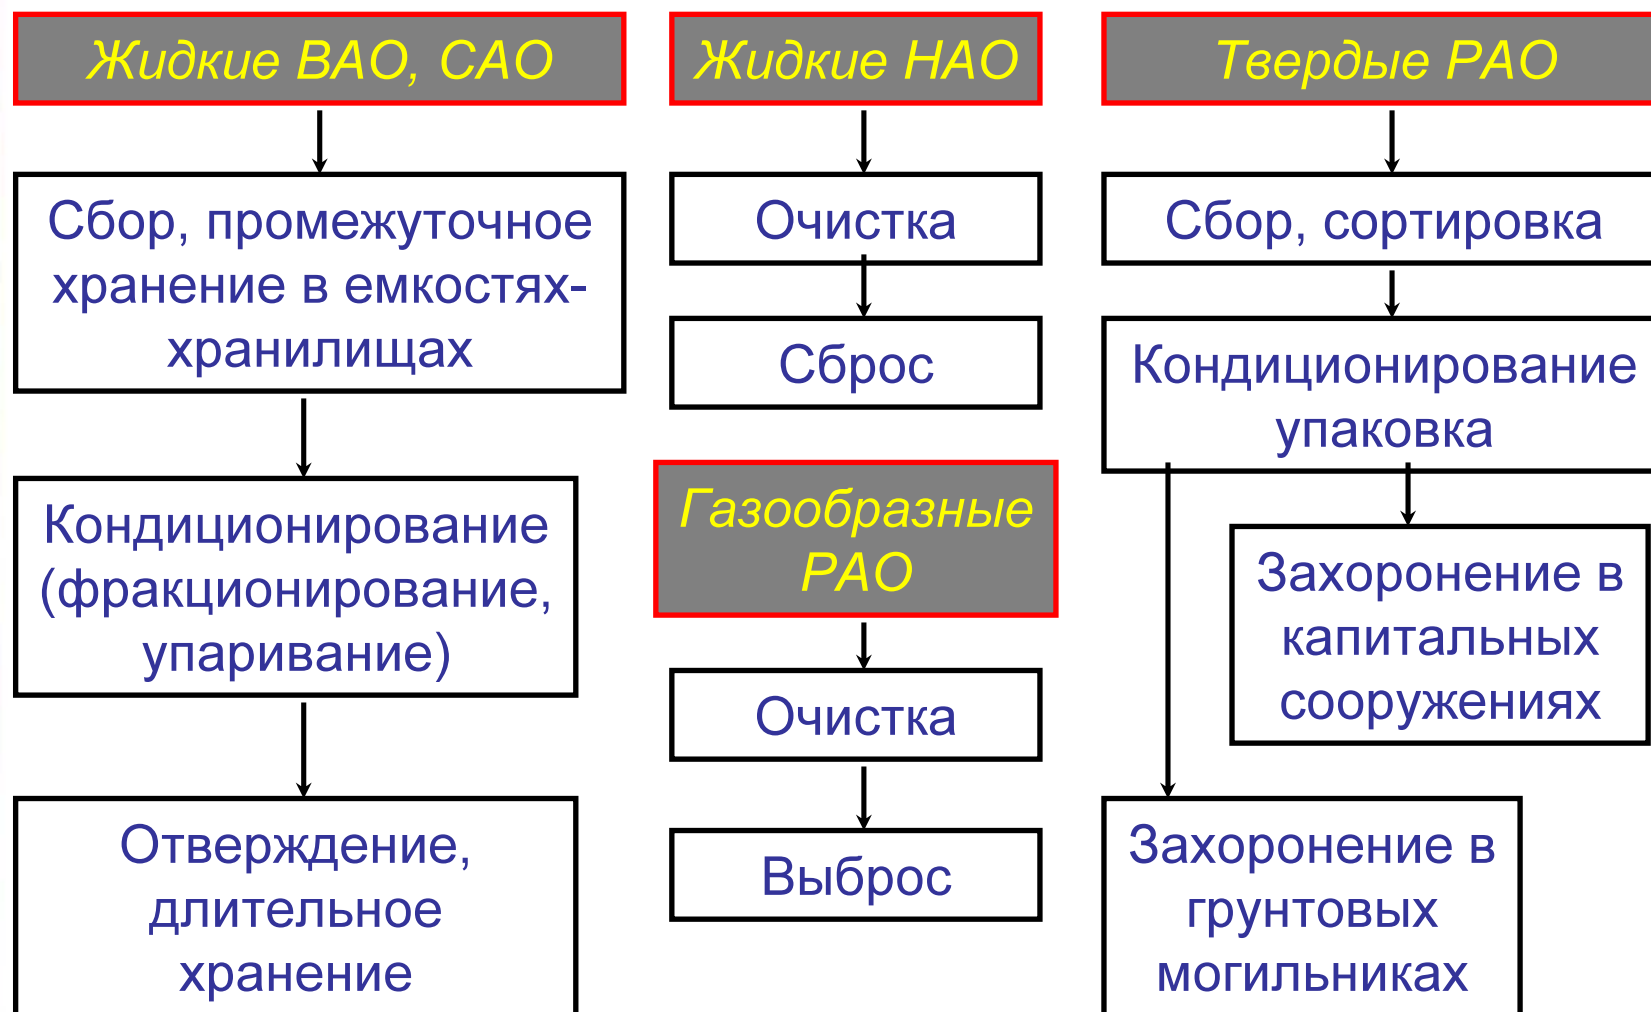 Жидкие ВАО, САО
Сбор, промежуточное
хранение в емкостях-
хранилищах
Кондиционирование
(фракционирование,
упаривание)
Отверждение,
длительное
хранение
Жидкие НАО
Очистка
Сброс
Газообразные
РАО
Очистка
Выброс
Твердые РАО
Сбор, сортировка
Кондиционирование
упаковка
Захоронение в
капитальных
сооружениях
Захоронение в
грунтовых
могильниках